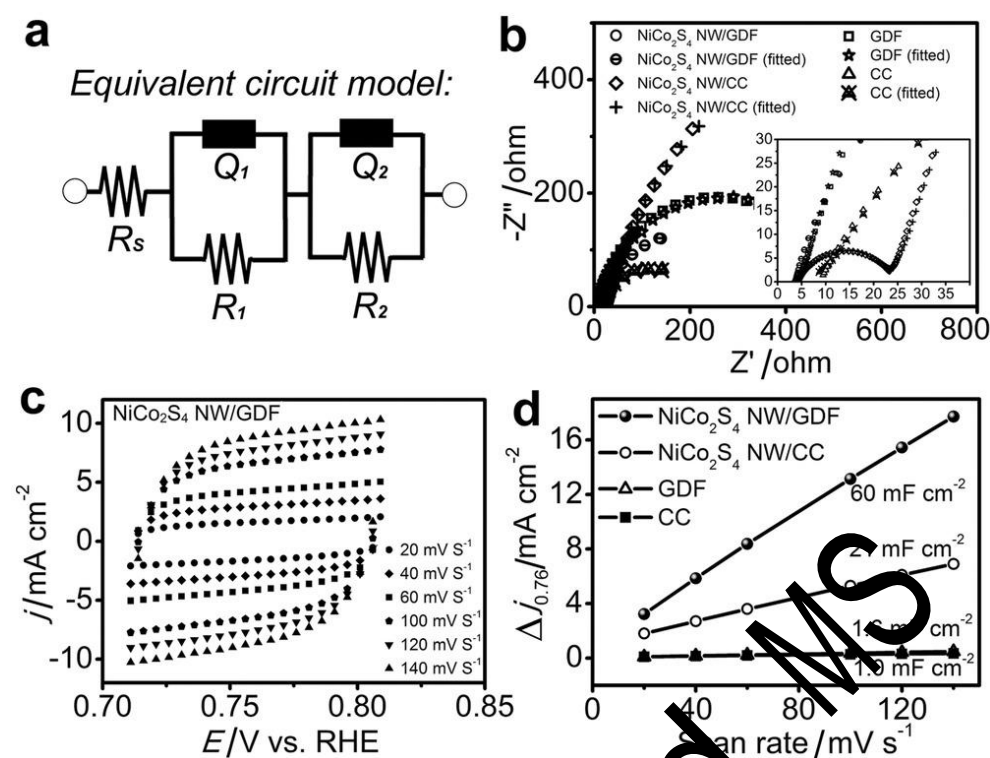 a
Equivalent circuit model:
Q₁
Q₂
Rs
R₁
R₂
b
NiCo₂S₄ NW/GDF
NiCo₂S₄ NW/GDF (fitted)
NiCo₂S₄ NW/CC
NiCo₂S₄ NW/CC (fitted)
GDF
GDF (fitted)
CC
CC (fitted)
-Z"/ohm
400
200
0
0 200 400 600 800
Z'/ohm
30
25
20
15
10
5
0
0 5 10 15 20 25 30 35
c
NiCo₂S₄ NW/GDF
j/mA cm⁻²
10
5
0
-5
-10
20 mV S⁻¹
40 mV S⁻¹
60 mV S⁻¹
100 mV S⁻¹
120 mV S⁻¹
140 mV S⁻¹
0.70 0.75 0.80 0.85
E/V vs. RHE
d
NiCo₂S₄ NW/GDF
NiCo₂S₄ NW/CC
GDF
CC
Δj₀.₇₆/mA cm⁻²
16
12
8
4
0
60 mF cm⁻²
mF cm⁻²
cm⁻²
mF cm⁻²
0 80 120
rate/mV s⁻¹
MS